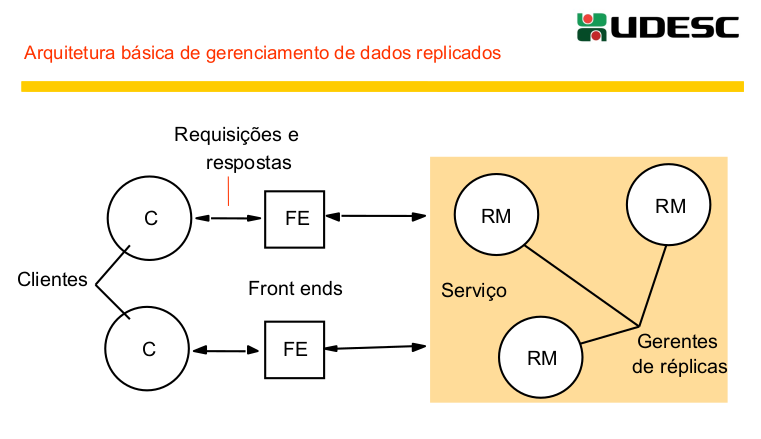 UDESC
Arquitetura básica de gerenciamento de dados replicados
Requisições e
respostas
C
FE
RM
RM
Clientes
Front ends
Serviço
C
FE
RM
Gerentes
de réplicas